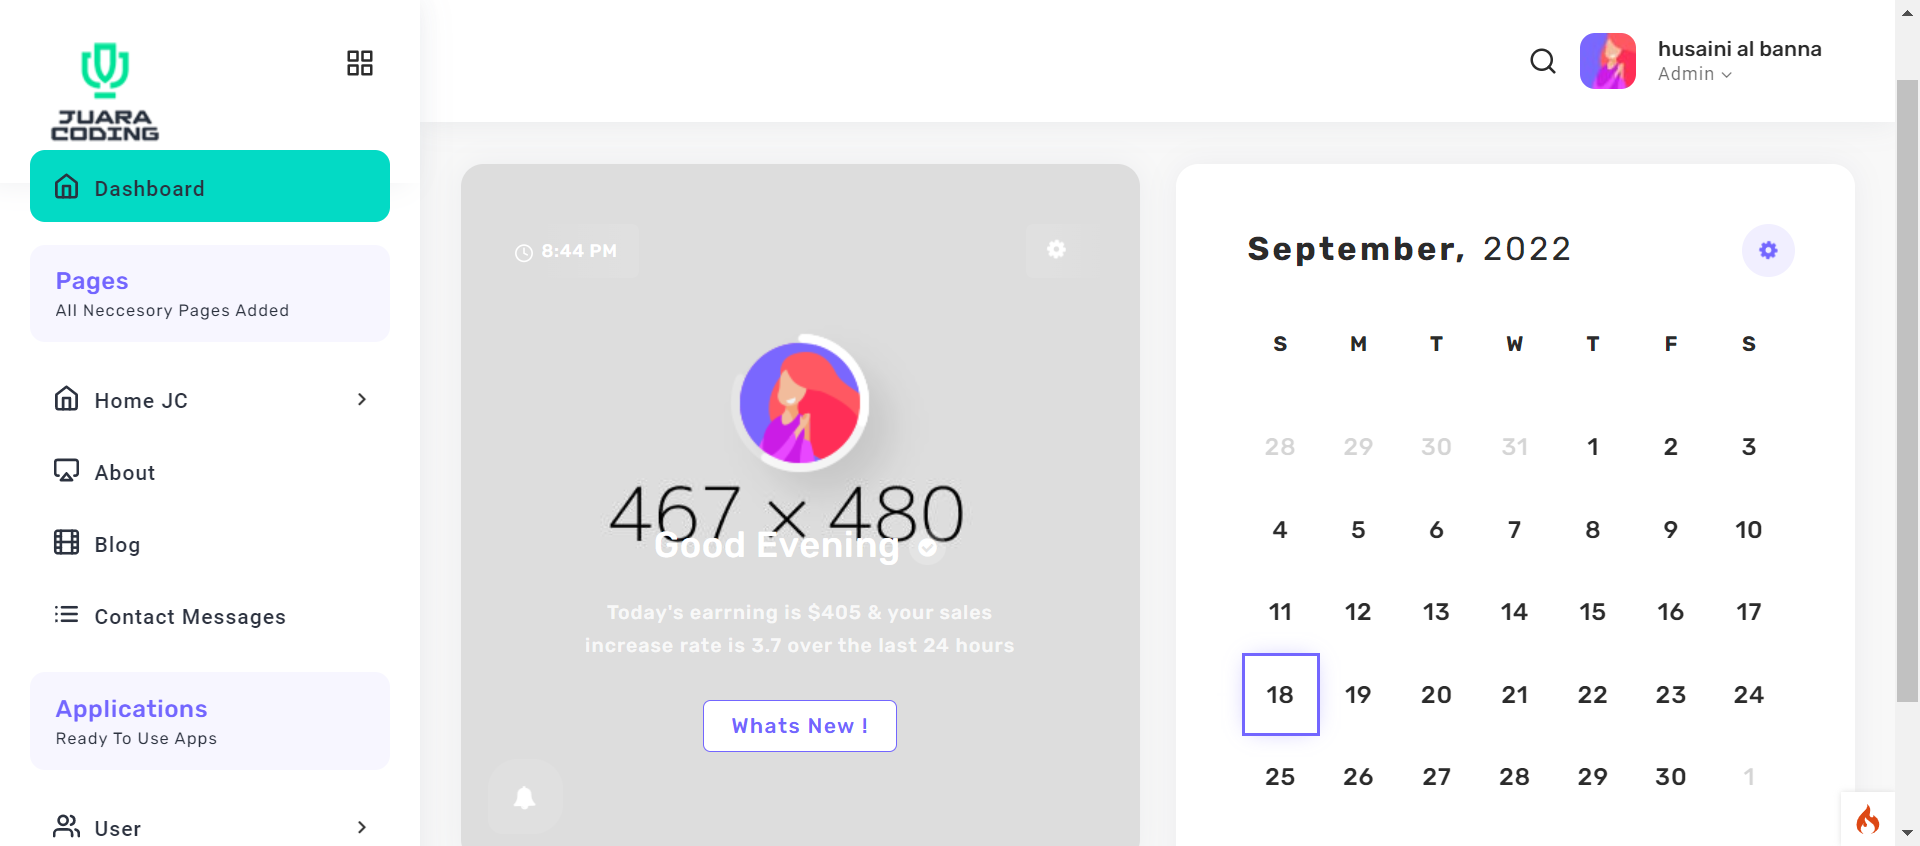 JUARA
CODING
Dashboard
Pages
All Neccesory Pages Added
Home JC
About
Blog
Contact Messages
Applications
Ready To Use Apps
User
husaini al banna
Admin
8:44 PM
467 × 480
Good Evening
Today's earrning is $405 & your sales
increase rate is 3.7 over the last 24 hours
Whats New !
September, 2022
S M T W T F S
28 29 30 31 1 2 3
4 5 6 7 8 9 10
11 12 13 14 15 16 17
18 19 20 21 22 23 24
25 26 27 28 29 30 1